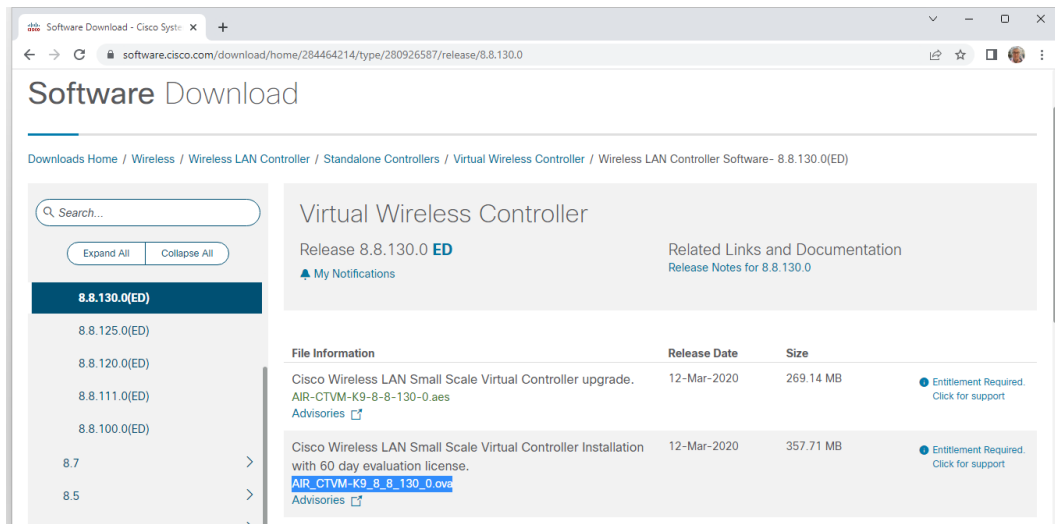 Software Download - Cisco Syste
software.cisco.com/download/home/284464214/type/280926587/release/8.8.130.0
Software Download
Downloads Home / Wireless / Wireless LAN Controller / Standalone Controllers / Virtual Wireless Controller / Wireless LAN Controller Software- 8.8.130.0(ED)
Search...
Expand All
Collapse All
8.8.130.0(ED)
8.8.125.0(ED)
8.8.120.0(ED)
8.8.111.0(ED)
8.8.100.0(ED)
8.7
8.5
Virtual Wireless Controller
Release 8.8.130.0 ED
My Notifications
Related Links and Documentation
Release Notes for 8.8.130.0
File Information Release Date Size
Cisco Wireless LAN Small Scale Virtual Controller upgrade. 12-Mar-2020 269.14 MB
AIR-CTVM-K9-8-8-130-0.aes
Advisories
Entitlement Required.
Click for support
Cisco Wireless LAN Small Scale Virtual Controller Installation 12-Mar-2020 357.71 MB
with 60 day evaluation license.
AIR_CTVM-K9_8_8_130_0.ova
Advisories
Entitlement Required.
Click for support